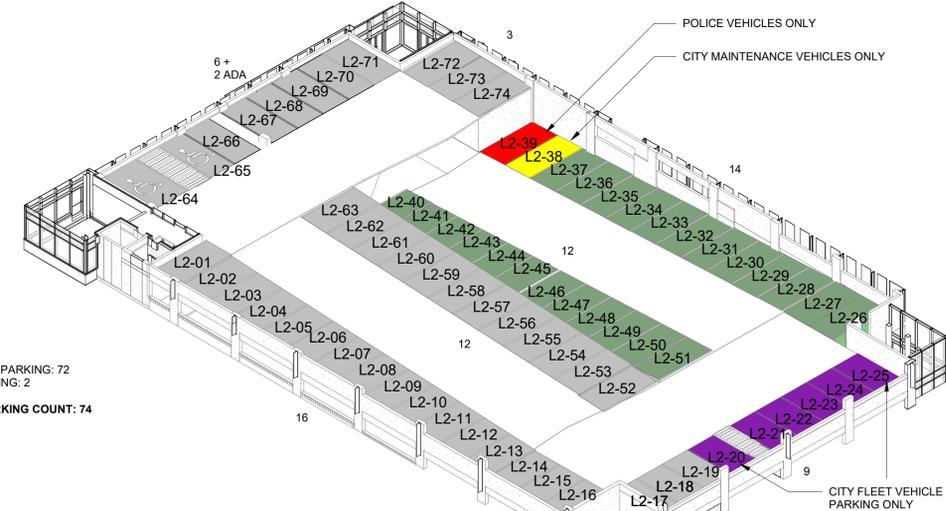 POLICE VEHICLES ONLY
CITY MAINTENANCE VEHICLES ONLY
3
6 +
2 ADA
14
12
12
16
9
L2-71
L2-70
L2-69
L2-68
L2-67
L2-66
L2-65
L2-64
L2-72
L2-73
L2-74
L2-39
L2-38
L2-37
L2-36
L2-35
L2-34
L2-33
L2-32
L2-31
L2-30
L2-29
L2-28
L2-27
L2-26
L2-40
L2-41
L2-42
L2-43
L2-44
L2-45
L2-46
L2-47
L2-48
L2-49
L2-50
L2-51
L2-63
L2-62
L2-61
L2-60
L2-59
L2-58
L2-57
L2-56
L2-55
L2-54
L2-53
L2-52
L2-01
L2-02
L2-03
L2-04
L2-05
L2-06
L2-07
L2-08
L2-09
L2-10
L2-11
L2-12
L2-13
L2-14
L2-15
L2-16
L2-25
L2-24
L2-23
L2-22
L2-21
L2-20
L2-19
L2-18
L2-17
PARKING: 72
NG: 2
RKING COUNT: 74
CITY FLEET VEHICLE
PARKING ONLY